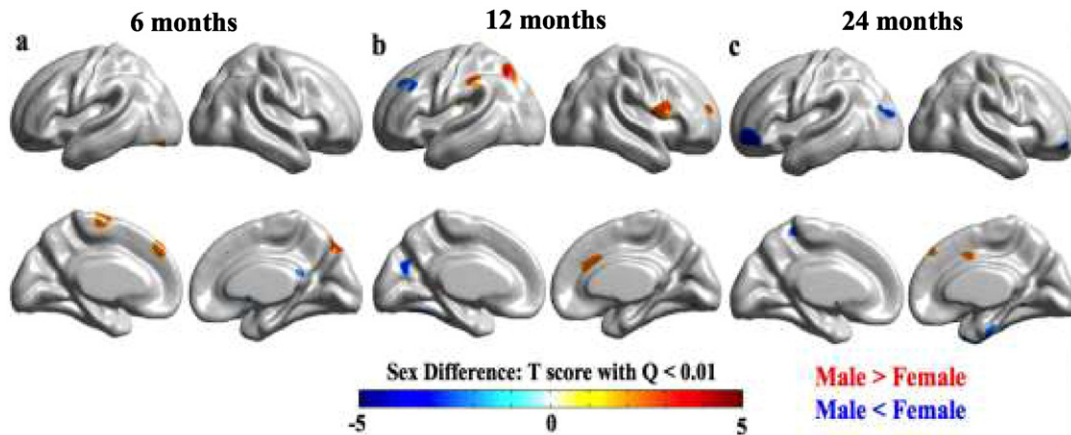 6 months
12 months
24 months
a
b
c
Sex Difference: T score with Q < 0.01
-5
0
5
Male > Female
Male < Female